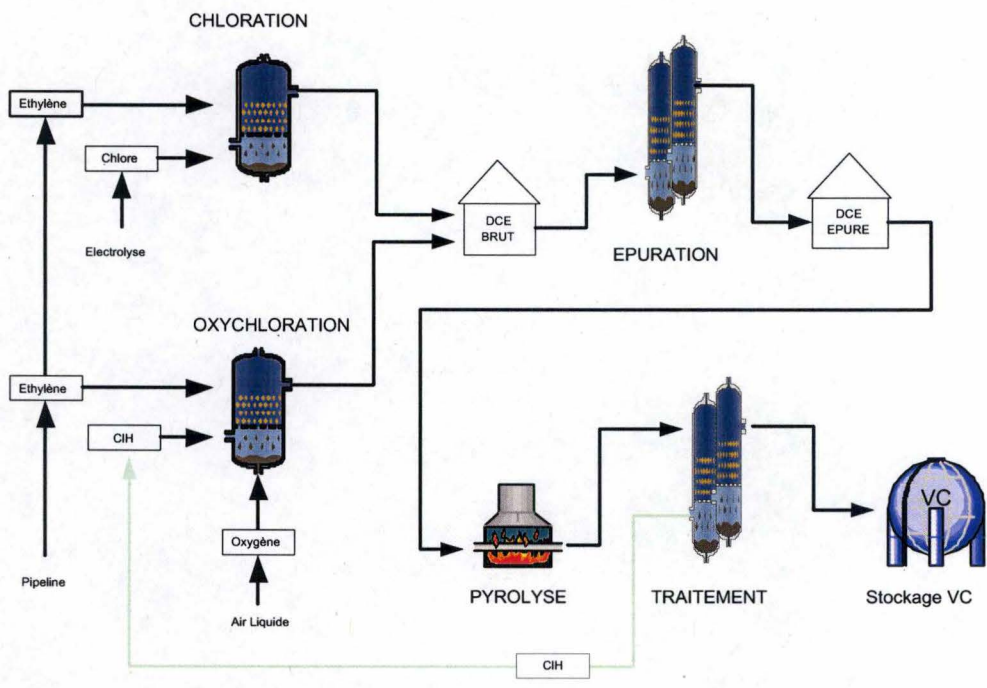 CHLORATION
Ethylène
Chlore
Electrolyse
DCE
BRUT
EPURATION
DCE
EPURE
OXYCHLORATION
Ethylène
ClH
Oxygène
Pipeline
Air Liquide
PYROLYSE
TRAITEMENT
VC
Stockage VC
ClH